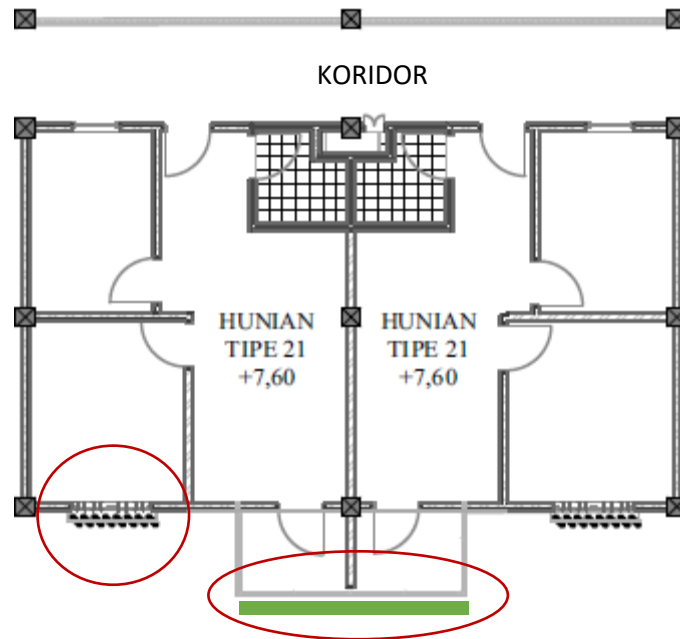 KORIDOR
HUNIAN
TIPE 21
+7,60
HUNIAN
TIPE 21
+7,60